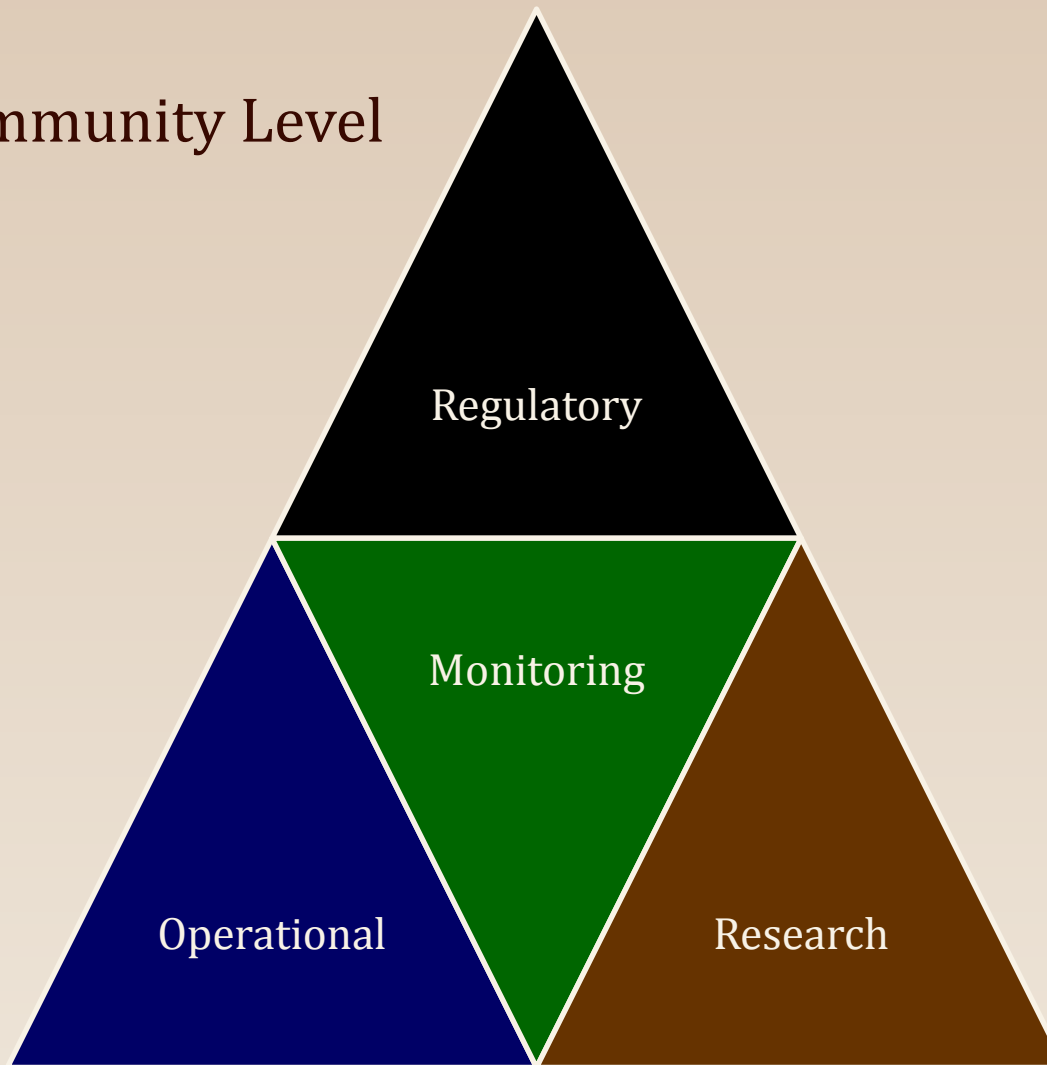 mmunity Level
Regulatory
Monitoring
Operational
Research